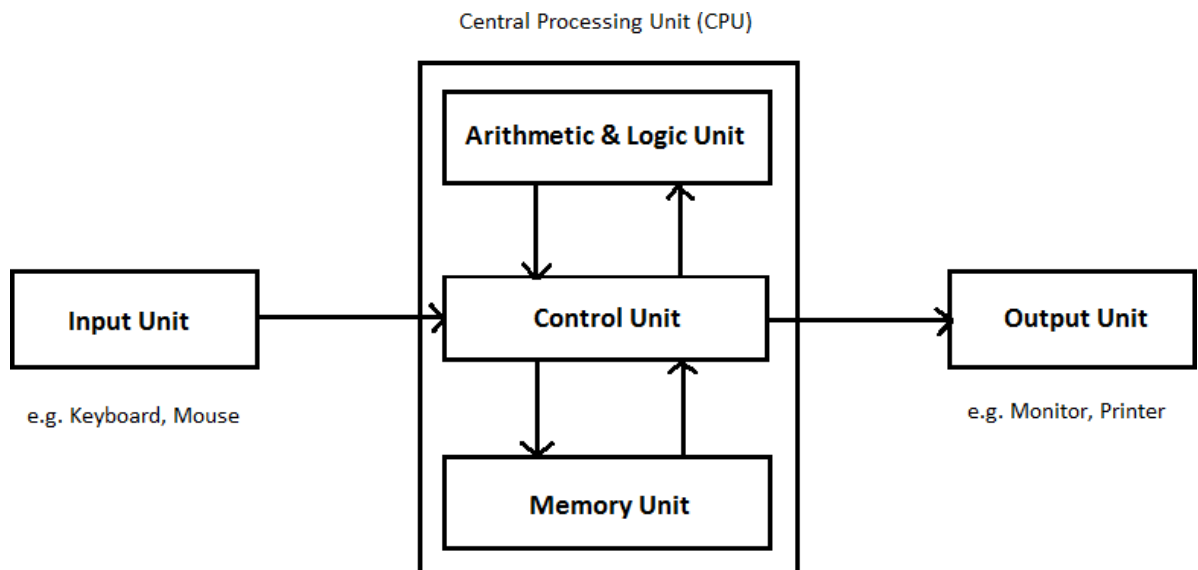 Central Processing Unit (CPU)
Arithmetic & Logic Unit
Input Unit
Control Unit
Output Unit
e.g. Keyboard, Mouse
e.g. Monitor, Printer
Memory Unit